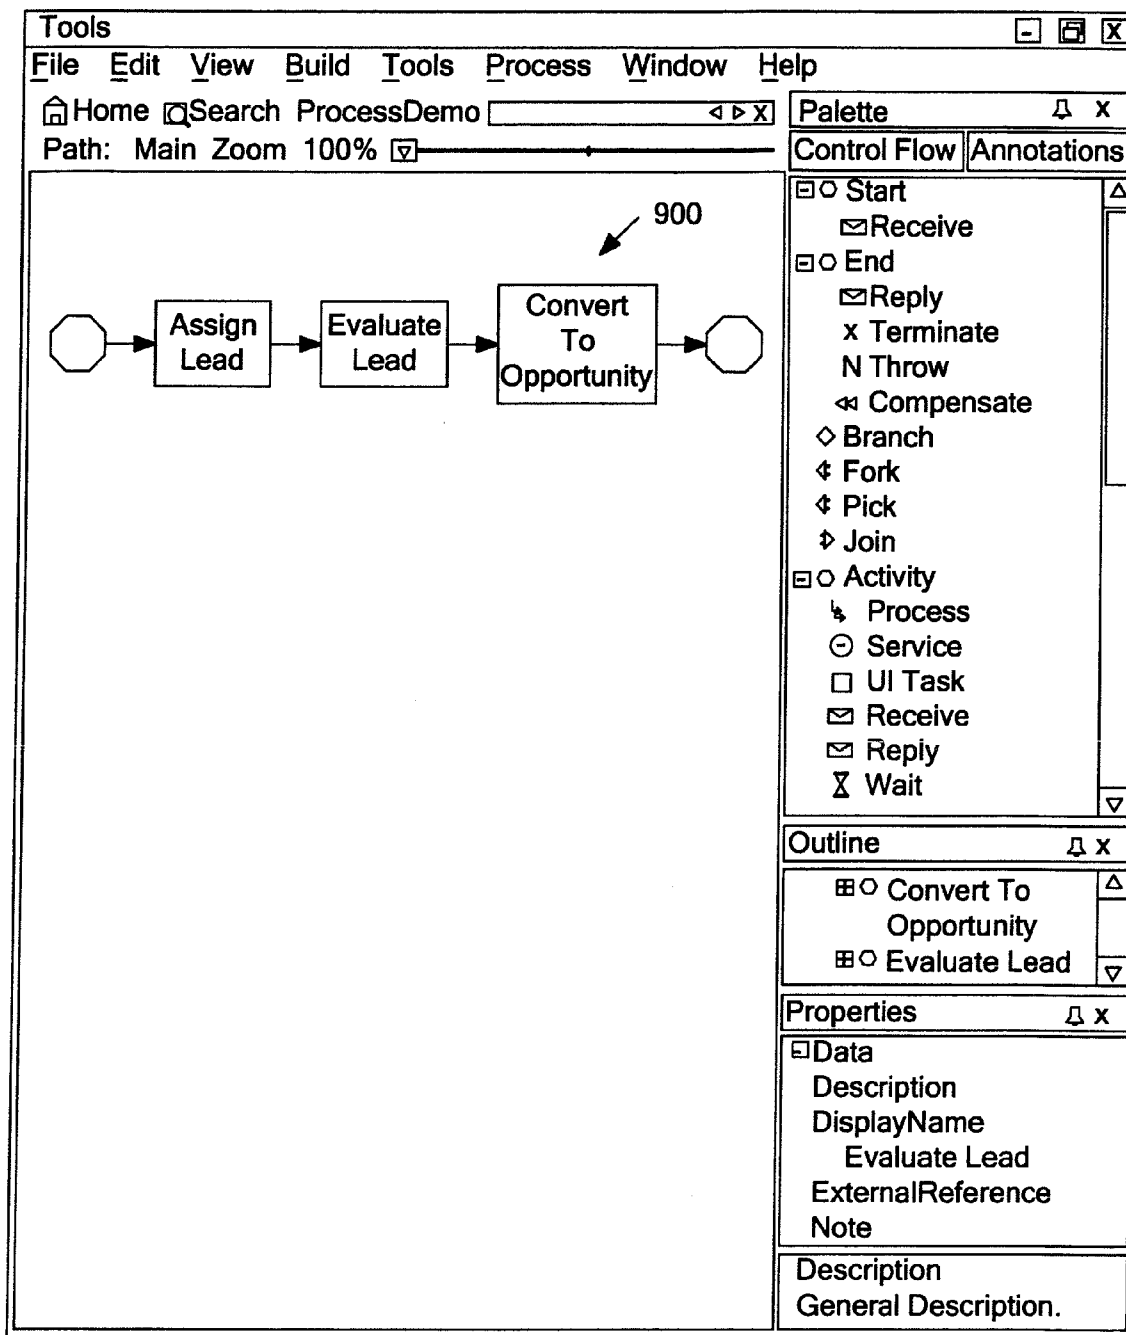 Tools
File Edit View Build Tools Process Window Help
Home Search ProcessDemo
Path: Main Zoom 100%
900
Assign
Lead
Evaluate
Lead
Convert
To
Opportunity
Palette
Control Flow Annotations
Start
Receive
End
Reply
Terminate
Throw
Compensate
Branch
Fork
Pick
Join
Activity
Process
Service
UI Task
Receive
Reply
Wait
Outline
Convert To
Opportunity
Evaluate Lead
Properties
Data
Description
DisplayName
Evaluate Lead
ExternalReference
Note
Description
General Description.